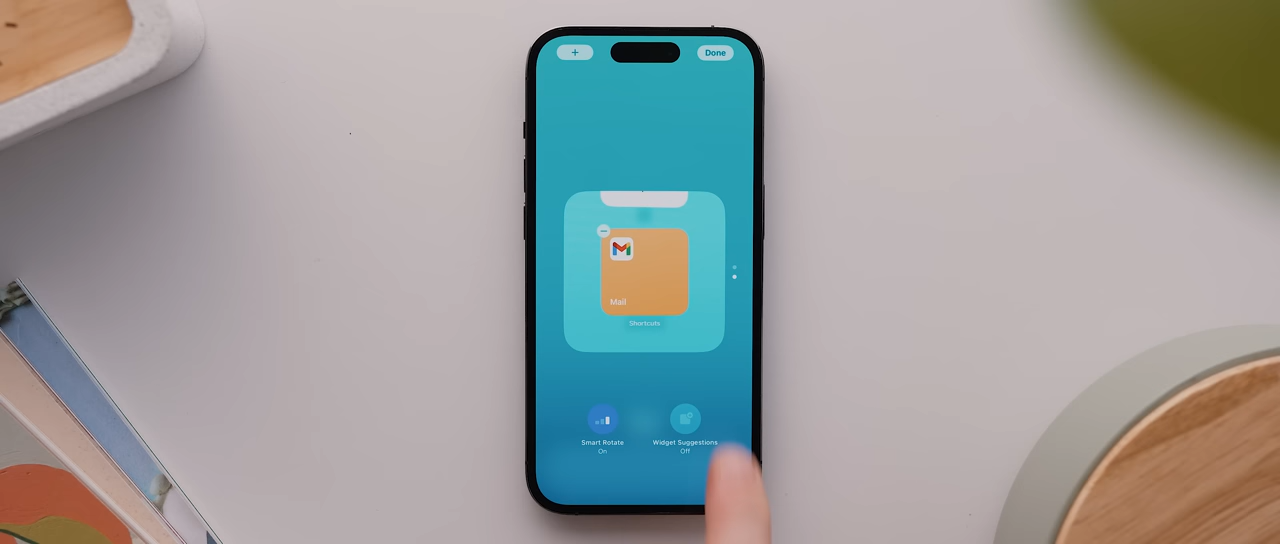 +
Done
Mail
Shortcuts
Smart Rotate
On
Widget Suggestions
Off